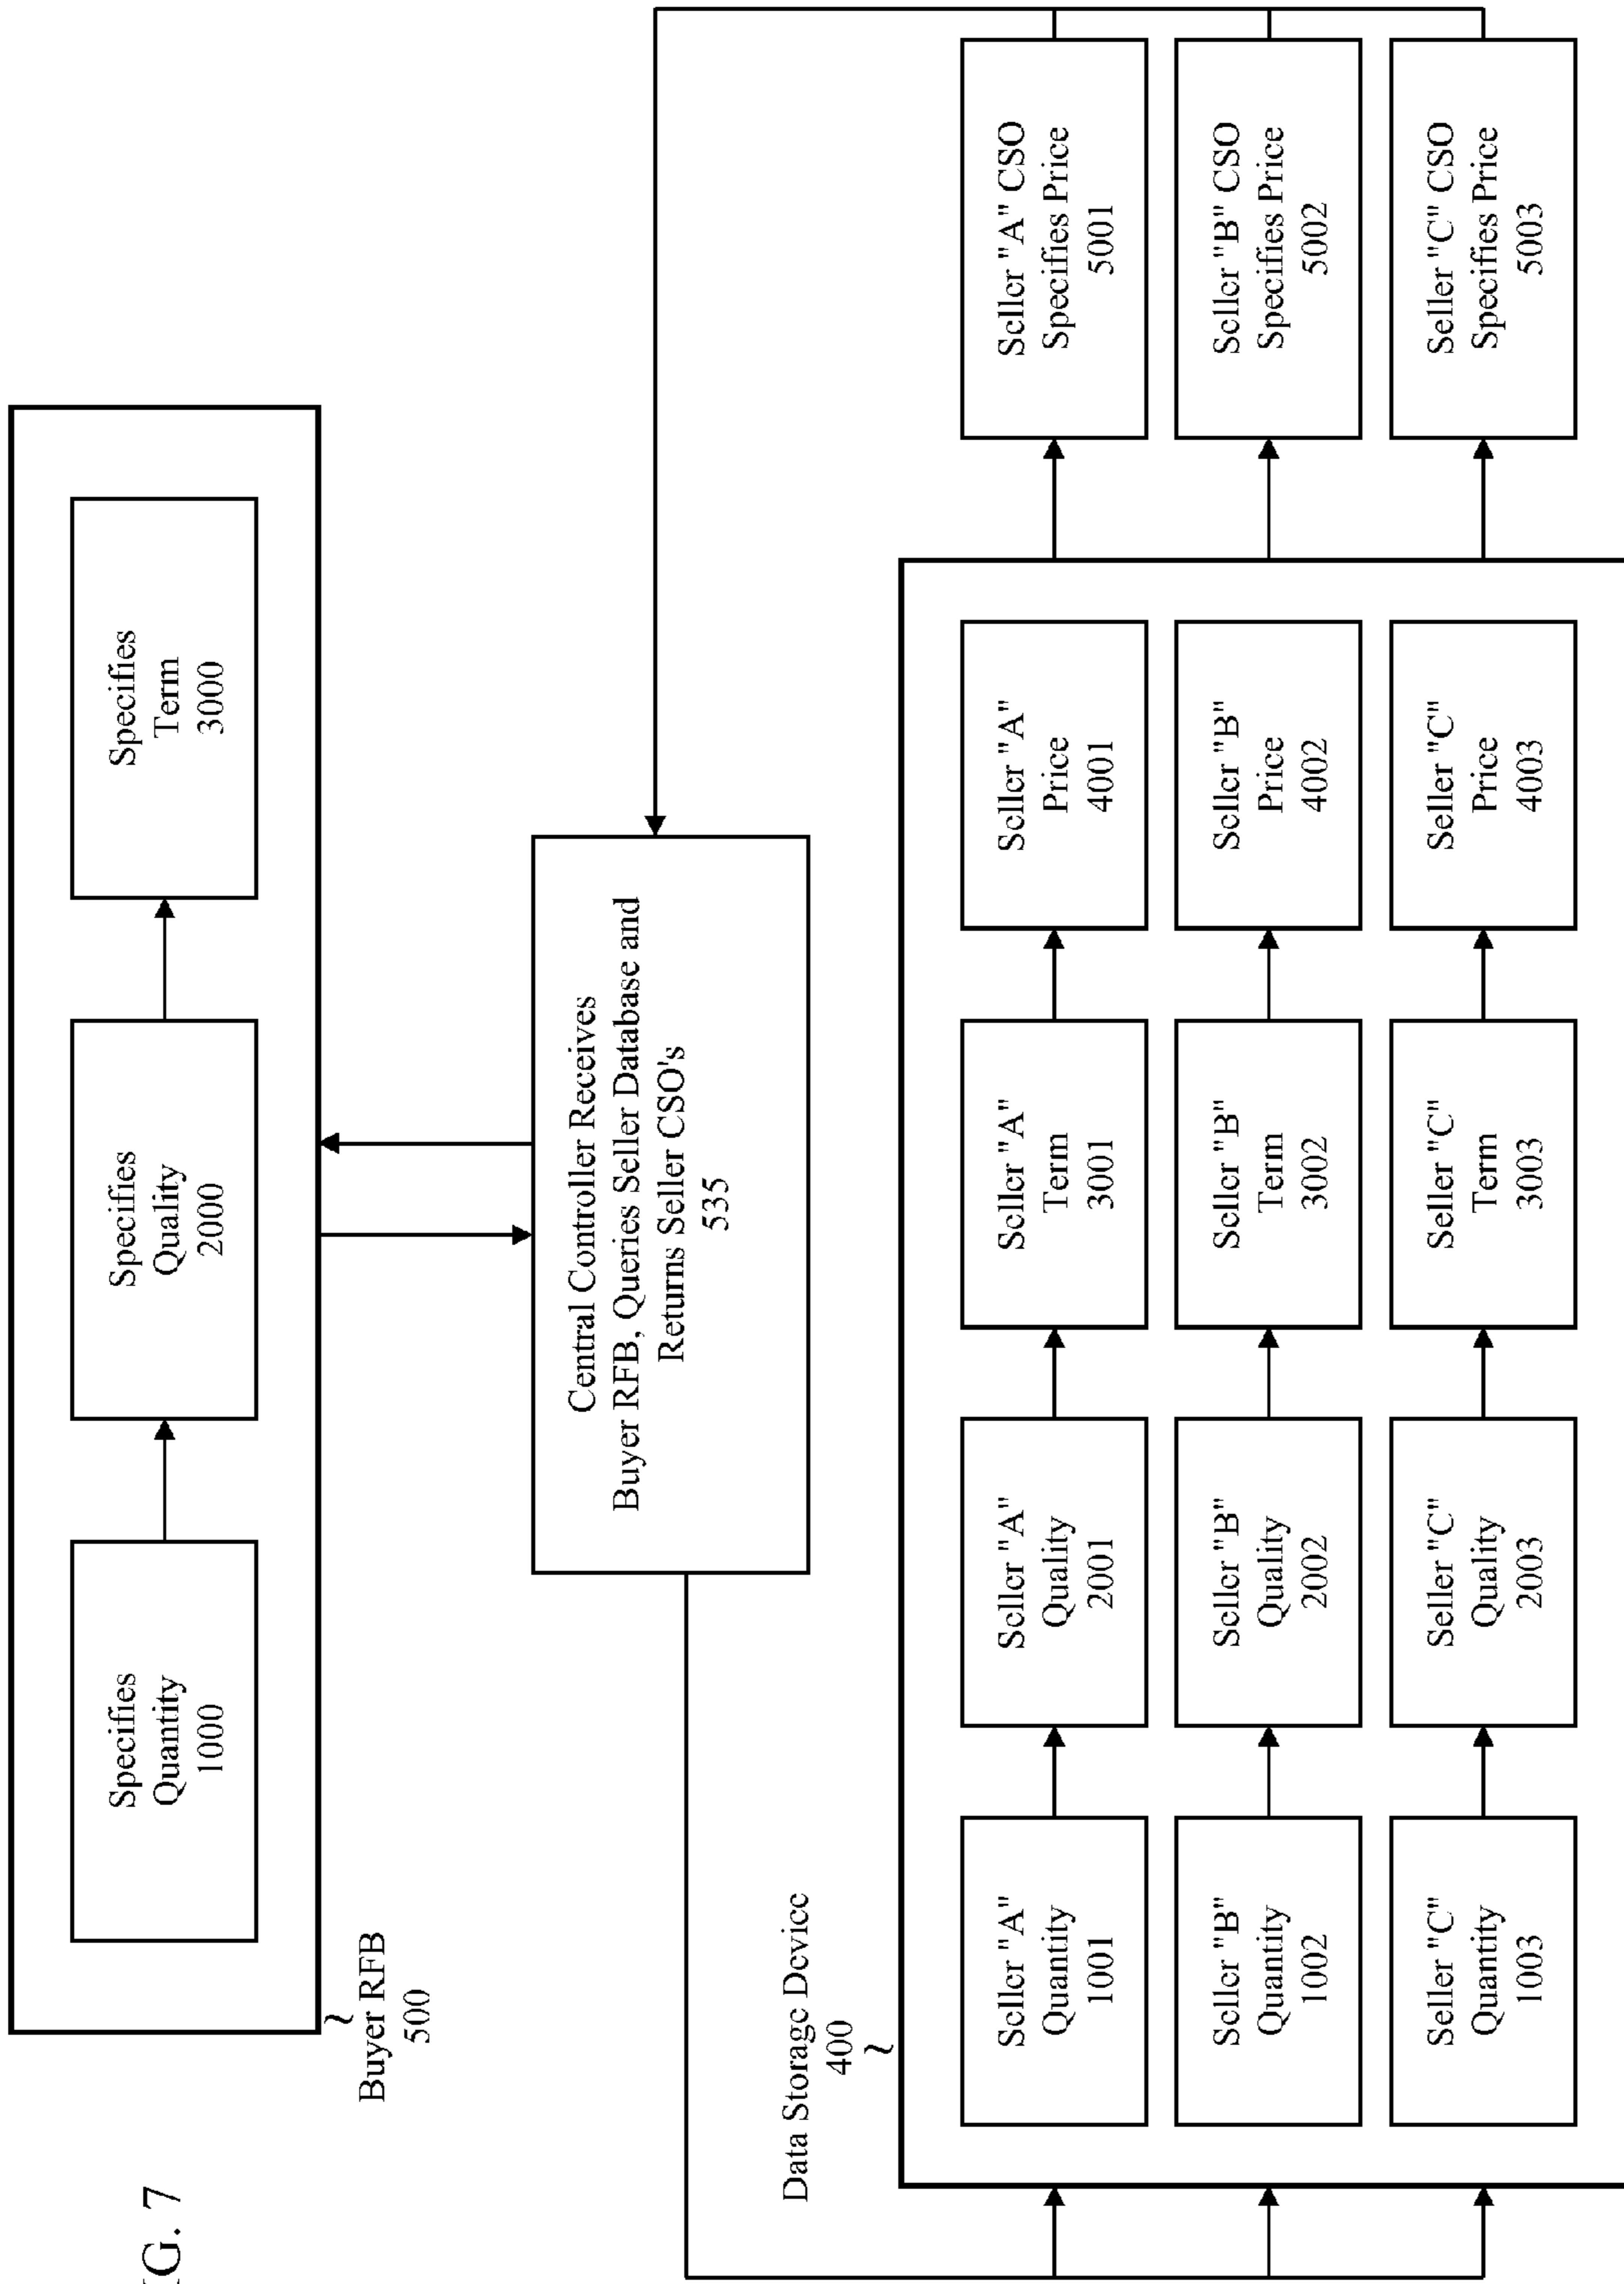 IG. 7
Specifies
Quantity
1000
Specifies
Quality
2000
Specifies
Term
3000
Buyer RFB
500
Central Controller Receives
Buyer RFB, Queries Seller Database and
Returns Seller CSO's
535
Data Storage Device
400
Seller "A"
Quantity
1001
Seller "A"
Quality
2001
Seller "A"
Term
3001
Seller "A"
Price
4001
Seller "A" CSO
Specifies Price
5001
Seller "B"
Quantity
1002
Seller "B"
Quality
2002
Seller "B"
Term
3002
Seller "B"
Price
4002
Seller "B" CSO
Specifies Price
5002
Seller "C"
Quantity
1003
Seller "C"
Quality
2003
Seller "C"
Term
3003
Seller "C"
Price
4003
Seller "C" CSO
Specifies Price
5003